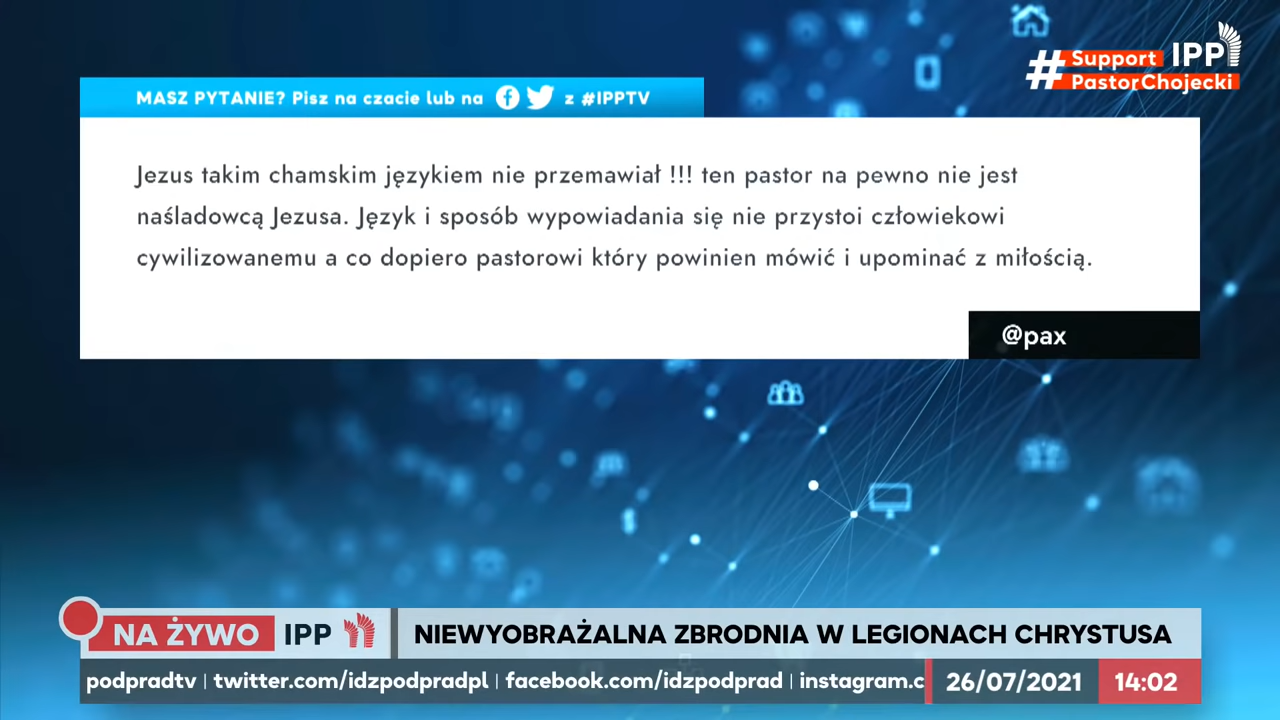 #Support
PastorChojecki
IPP
MASZ PYTANIE? Pisz na czacie lub na z #IPPTV
Jezus takim chamskim językiem nie przemawiał !!! ten pastor na pewno nie jest
naśladowcą Jezusa. Język i sposób wypowiadania się nie przystoi człowiekowi
cywilizowanemu a co dopiero pastorowi który powinien mówić i upominać z miłością.
@pax
NA ŻYWO IPP
NIEWYOBRAŻALNA ZBRODNIA W LEGIONACH CHRYSTUSA
podpradtv | twitter.com/idzpodpradpl | facebook.com/idzpodprad | instagram.c
26/07/2021 14:02